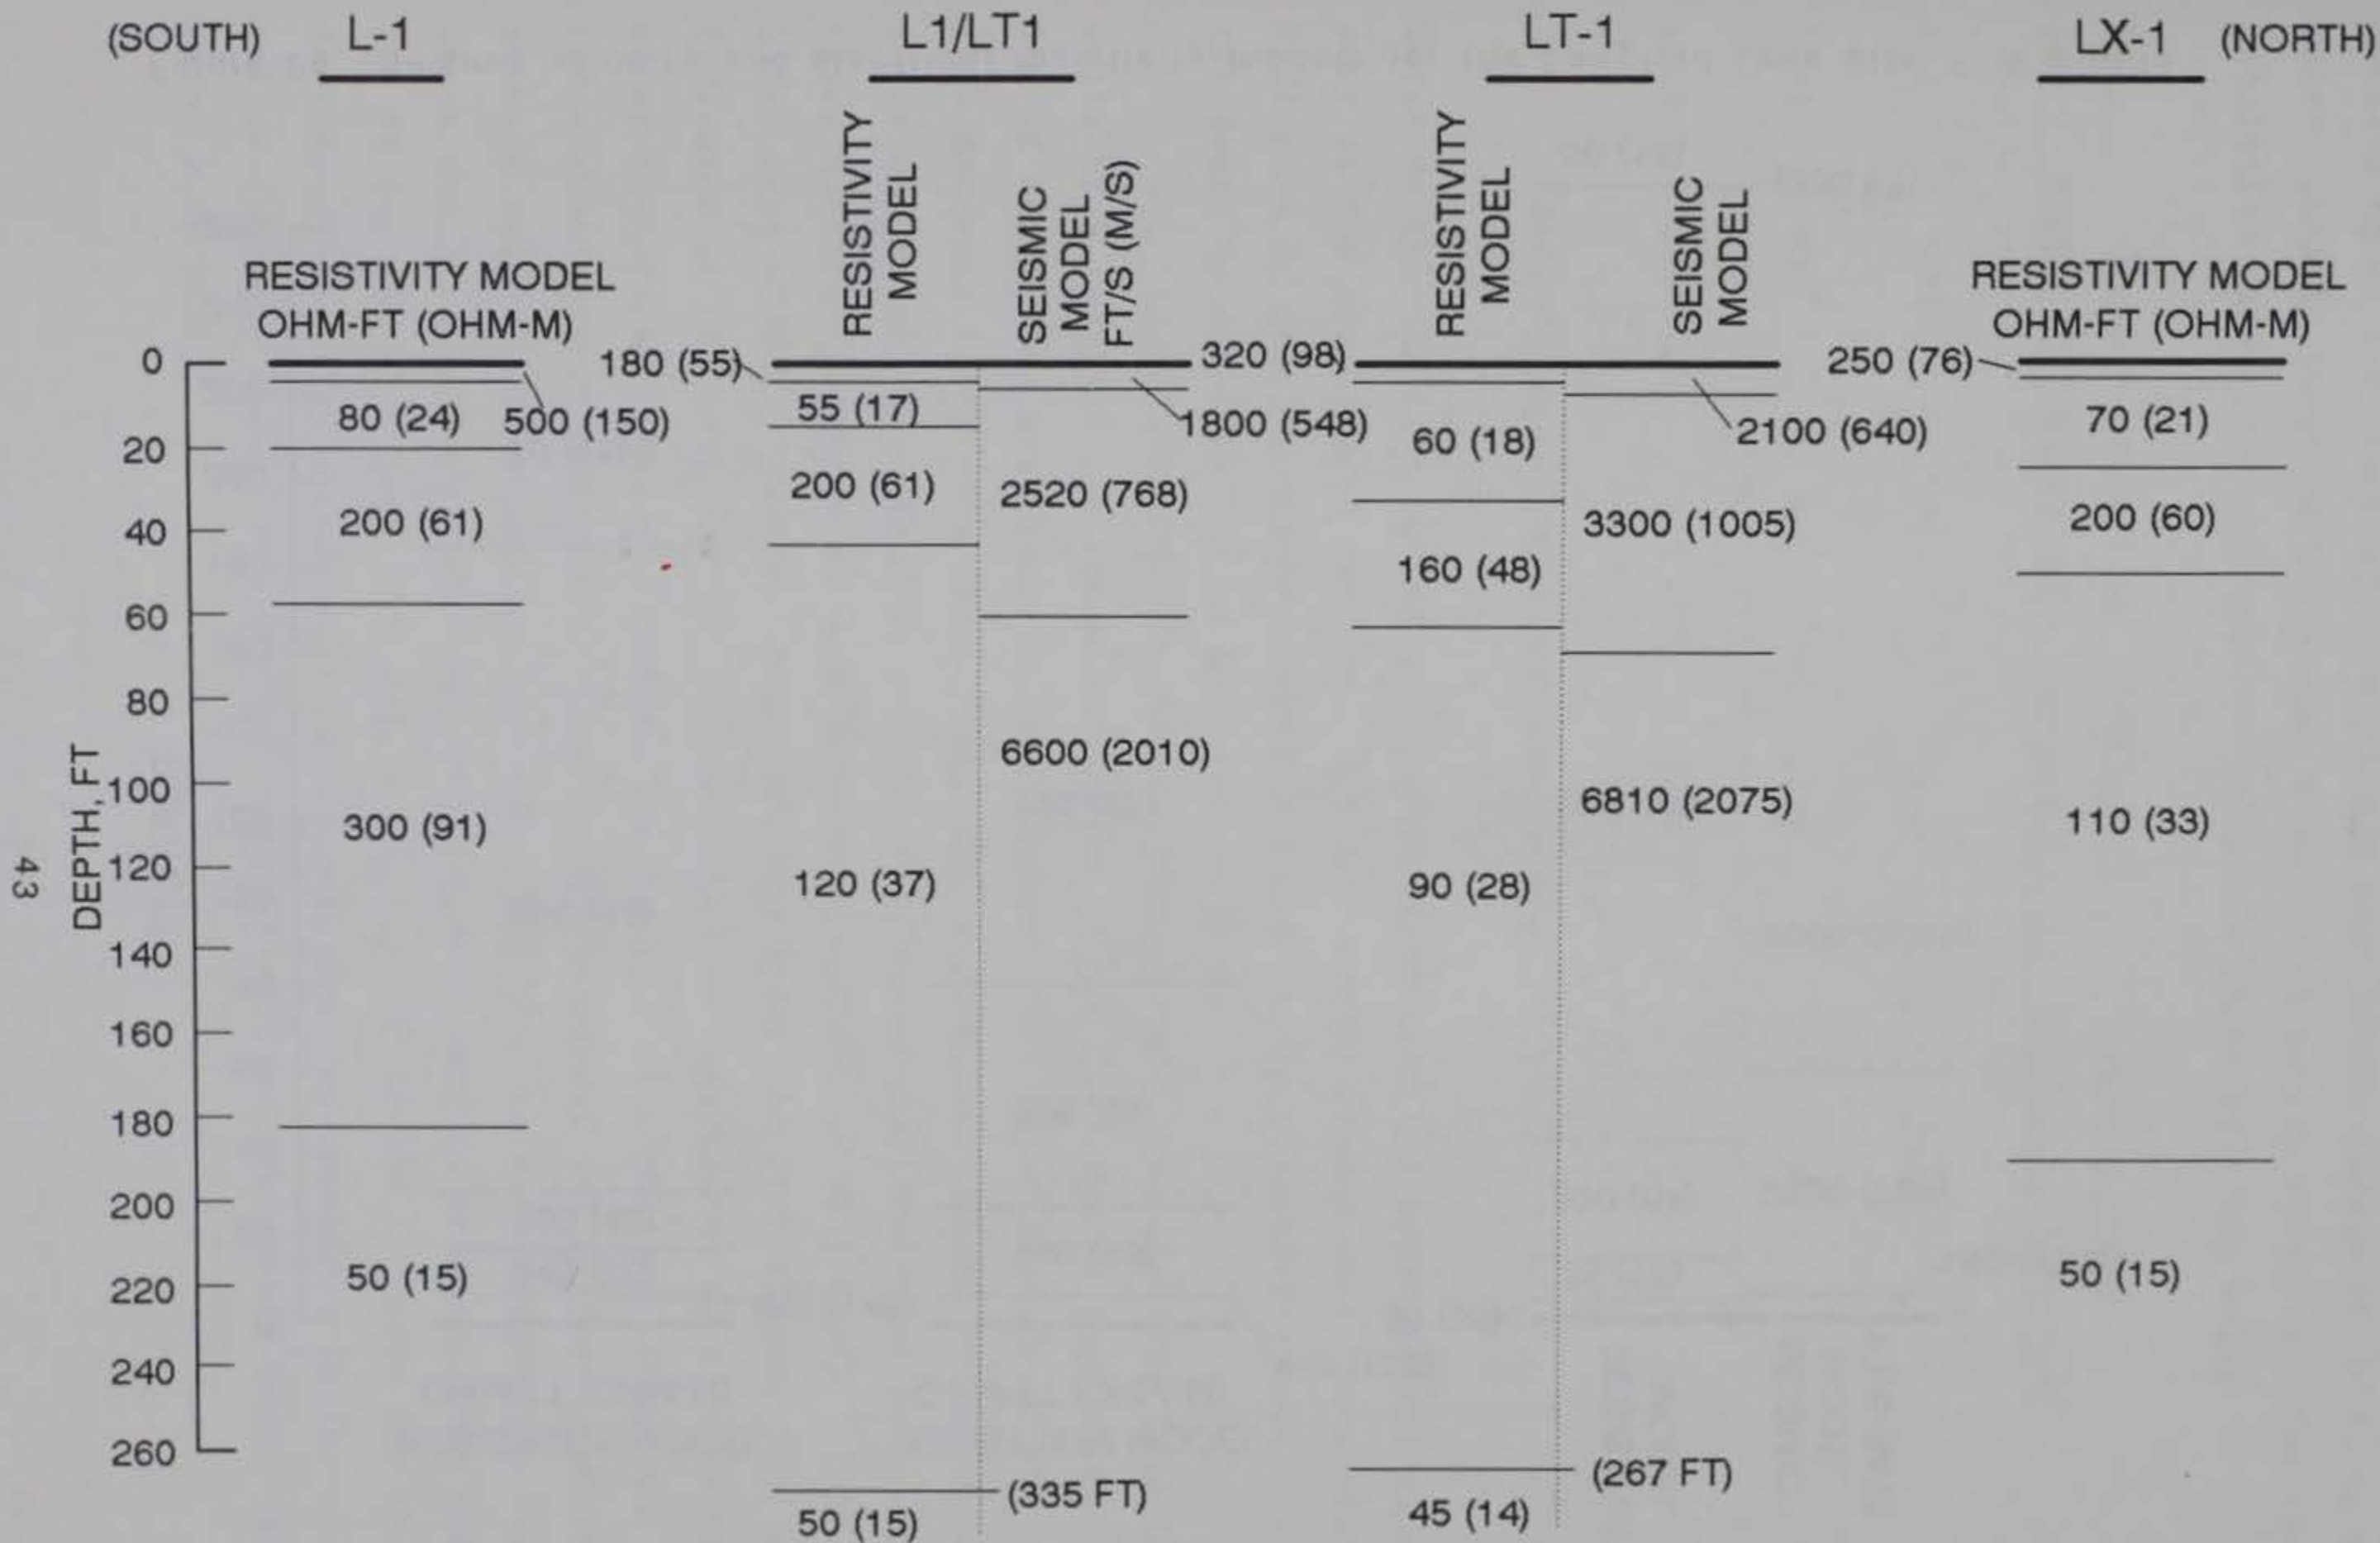 (SOUTH) L-1 L1/LT1 LT-1 LX-1 (NORTH)
RESISTIVITY MODEL
OHM-FT (OHM-M)
RESISTIVITY
MODEL
SEISMIC
MODEL
FT/S (M/S)
RESISTIVITY
MODEL
SEISMIC
MODEL
RESISTIVITY MODEL
OHM-FT (OHM-M)
DEPTH, FT
0
20
40
60
80
100
120
140
160
180
200
220
240
260
500 (150)
80 (24)
200 (61)
300 (91)
50 (15)
180 (55)
55 (17)
200 (61)
120 (37)
50 (15)
(335 FT)
1800 (548)
2520 (768)
6600 (2010)
320 (98)
60 (18)
160 (48)
90 (28)
45 (14)
(267 FT)
2100 (640)
3300 (1005)
6810 (2075)
250 (76)
70 (21)
200 (60)
110 (33)
50 (15)
43